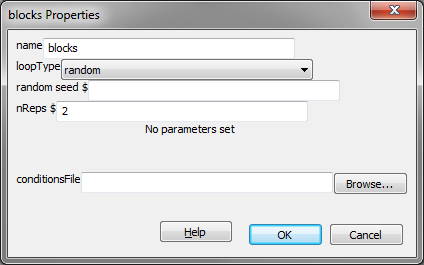 blocks Properties
name blocks
loopType random
random seed $
nReps $ 2
No parameters set
conditionsFile Browse...
Help OK Cancel